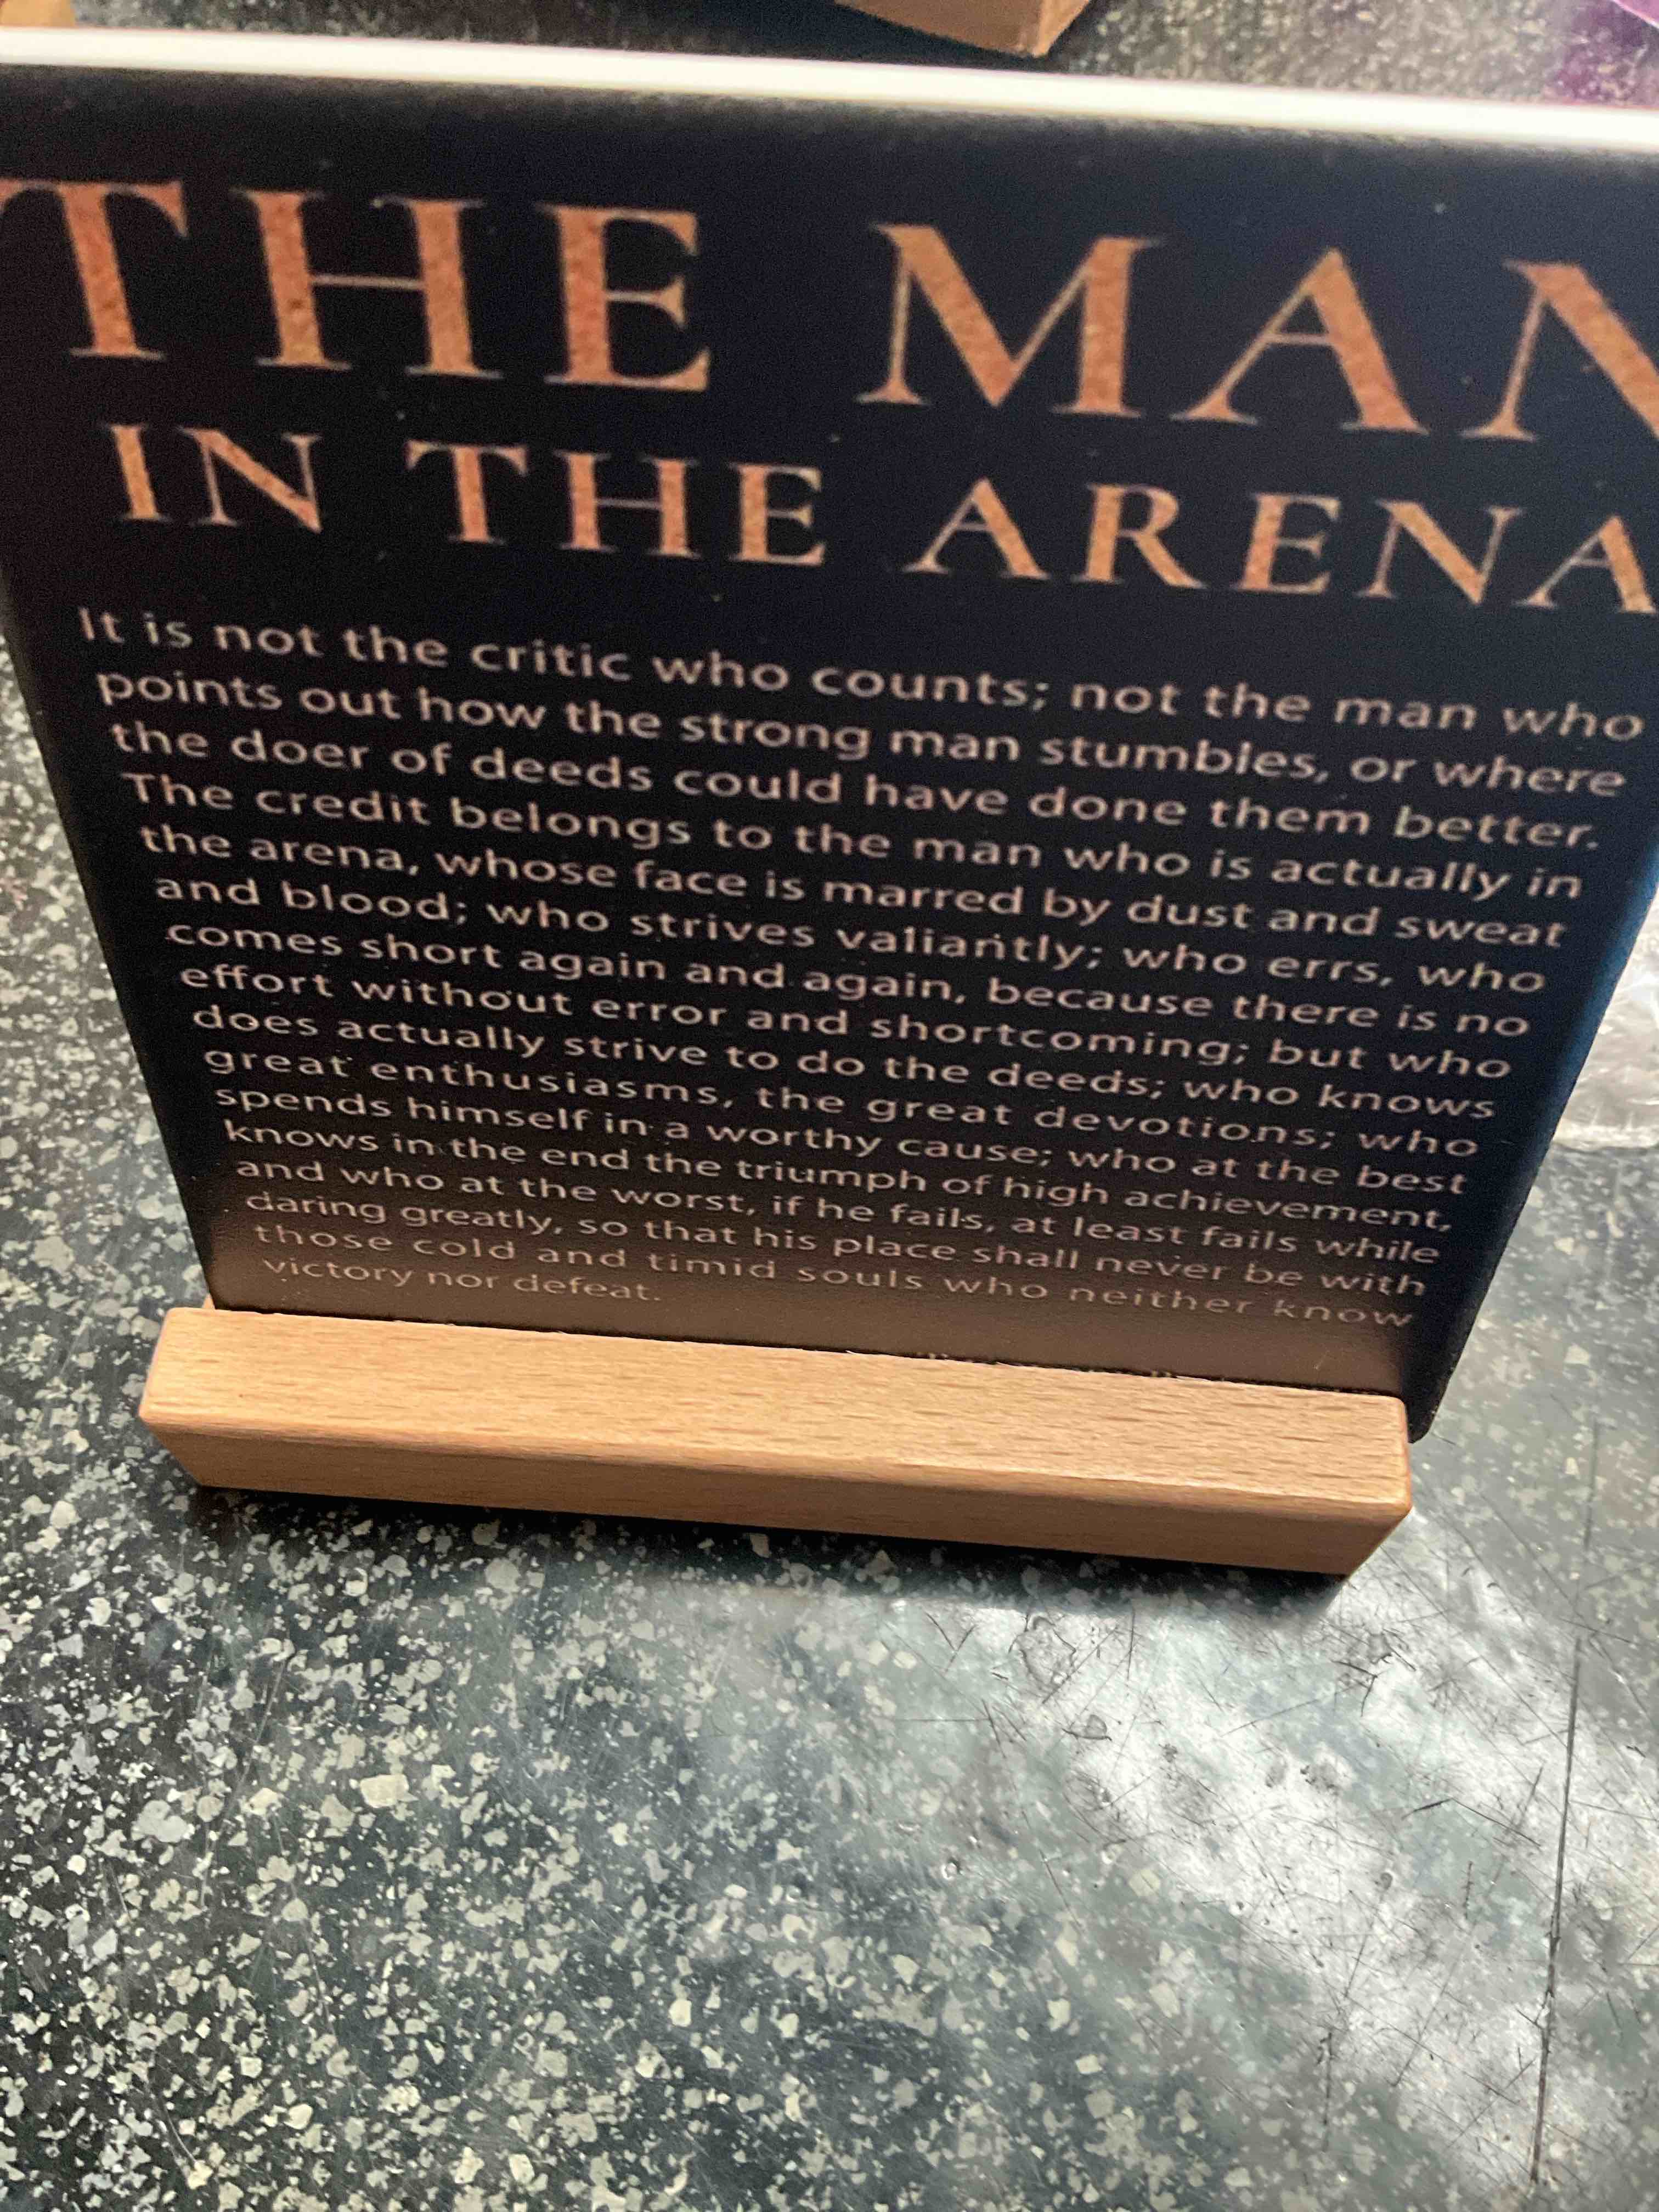 THE MAN
IN THE ARENA
It is not the critic who counts; not the man who
points out how the strong man stumbles, or where
the doer of deeds could have done them better.
The credit belongs to the man who is actually in
the arena, whose face is marred by dust and sweat
and blood; who strives valiantly; who errs, who
comes short again and again, because there is no
effort without error and shortcoming; but who
does actually strive to do the deeds; who knows
great enthusiasms, the great devotions; who
spends himself in a worthy cause; who at the best
knows in the end the triumph of high achievement,
and who at the worst, if he fails, at least fails while
daring greatly, so that his place shall never be with
those cold and timid souls who neither know
victory nor defeat.